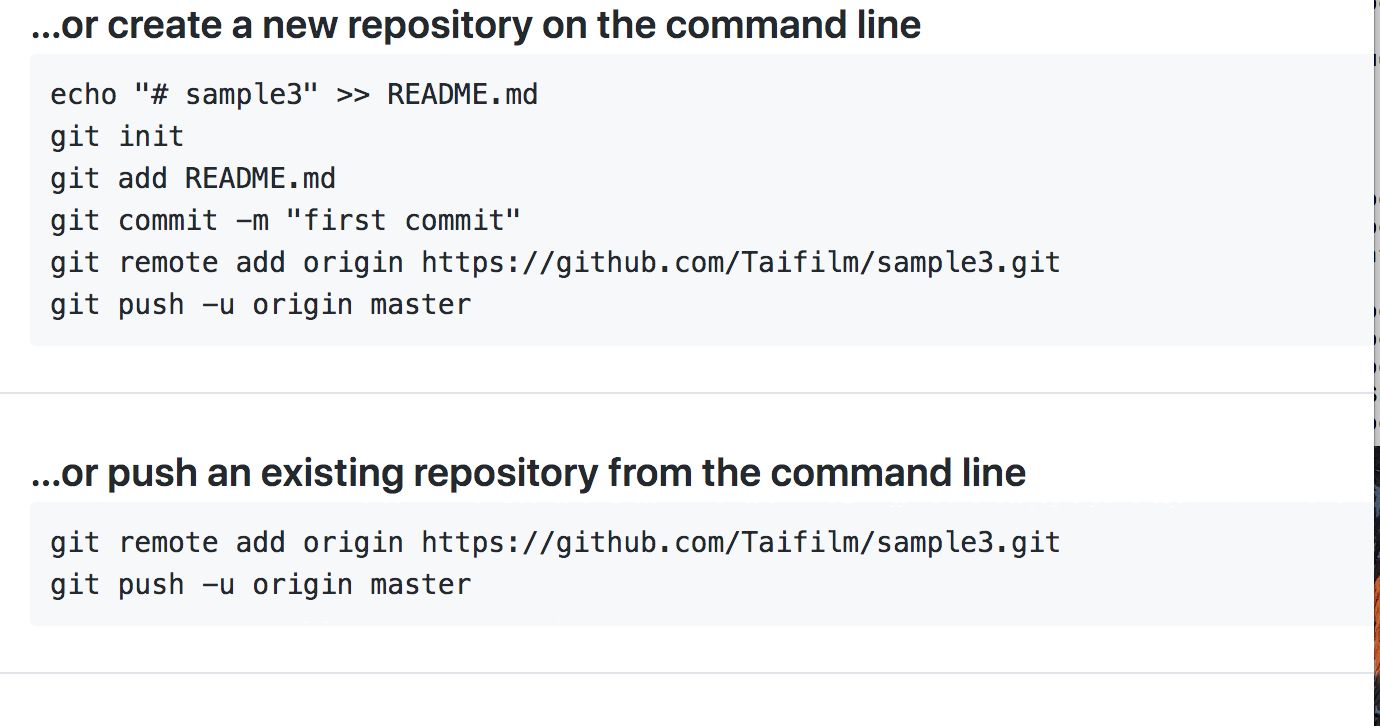 ...or create a new repository on the command line
echo "# sample3" >> README.md
git init
git add README.md
git commit -m "first commit"
git remote add origin https://github.com/Taifilm/sample3.git
git push -u origin master
...or push an existing repository from the command line
git remote add origin https://github.com/Taifilm/sample3.git
git push -u origin master